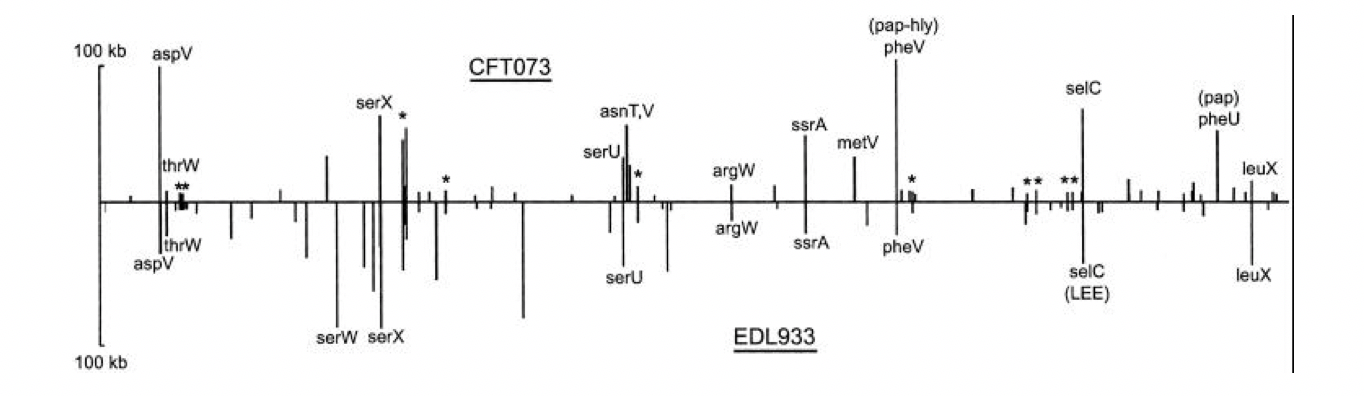 (pap-hly)
100 kb
aspV
pheV
CFT073
selC
serX
*
asnT,V
(pap)
pheU
ssrA
metV
thrW
serU
argW
leuX
**
*
*
*
**
**
thrW
aspV
argW
ssrA
pheV
serU
selC
(LEE)
leuX
serW
serX
EDL933
100 kb